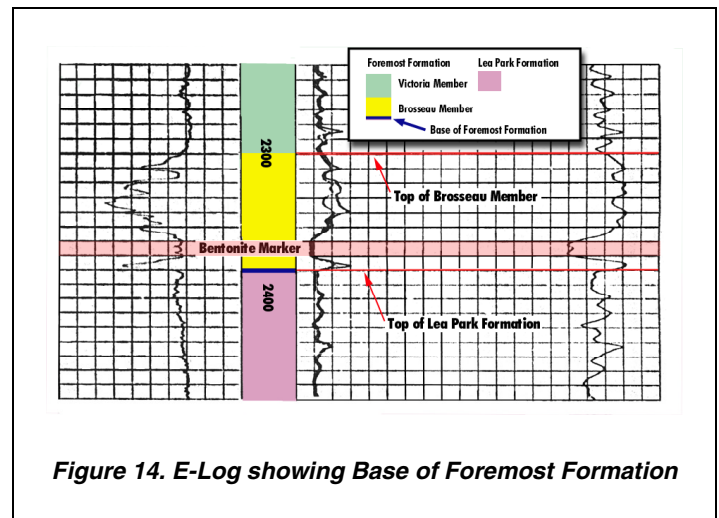 Foremost Formation
Lea Park Formation
Victoria Member
Brosseau Member
Base of Foremost Formation
2300
Top of Brosseau Member
Bentonite Marker
2400
Top of Lea Park Formation
Figure 14. E-Log showing Base of Foremost Formation